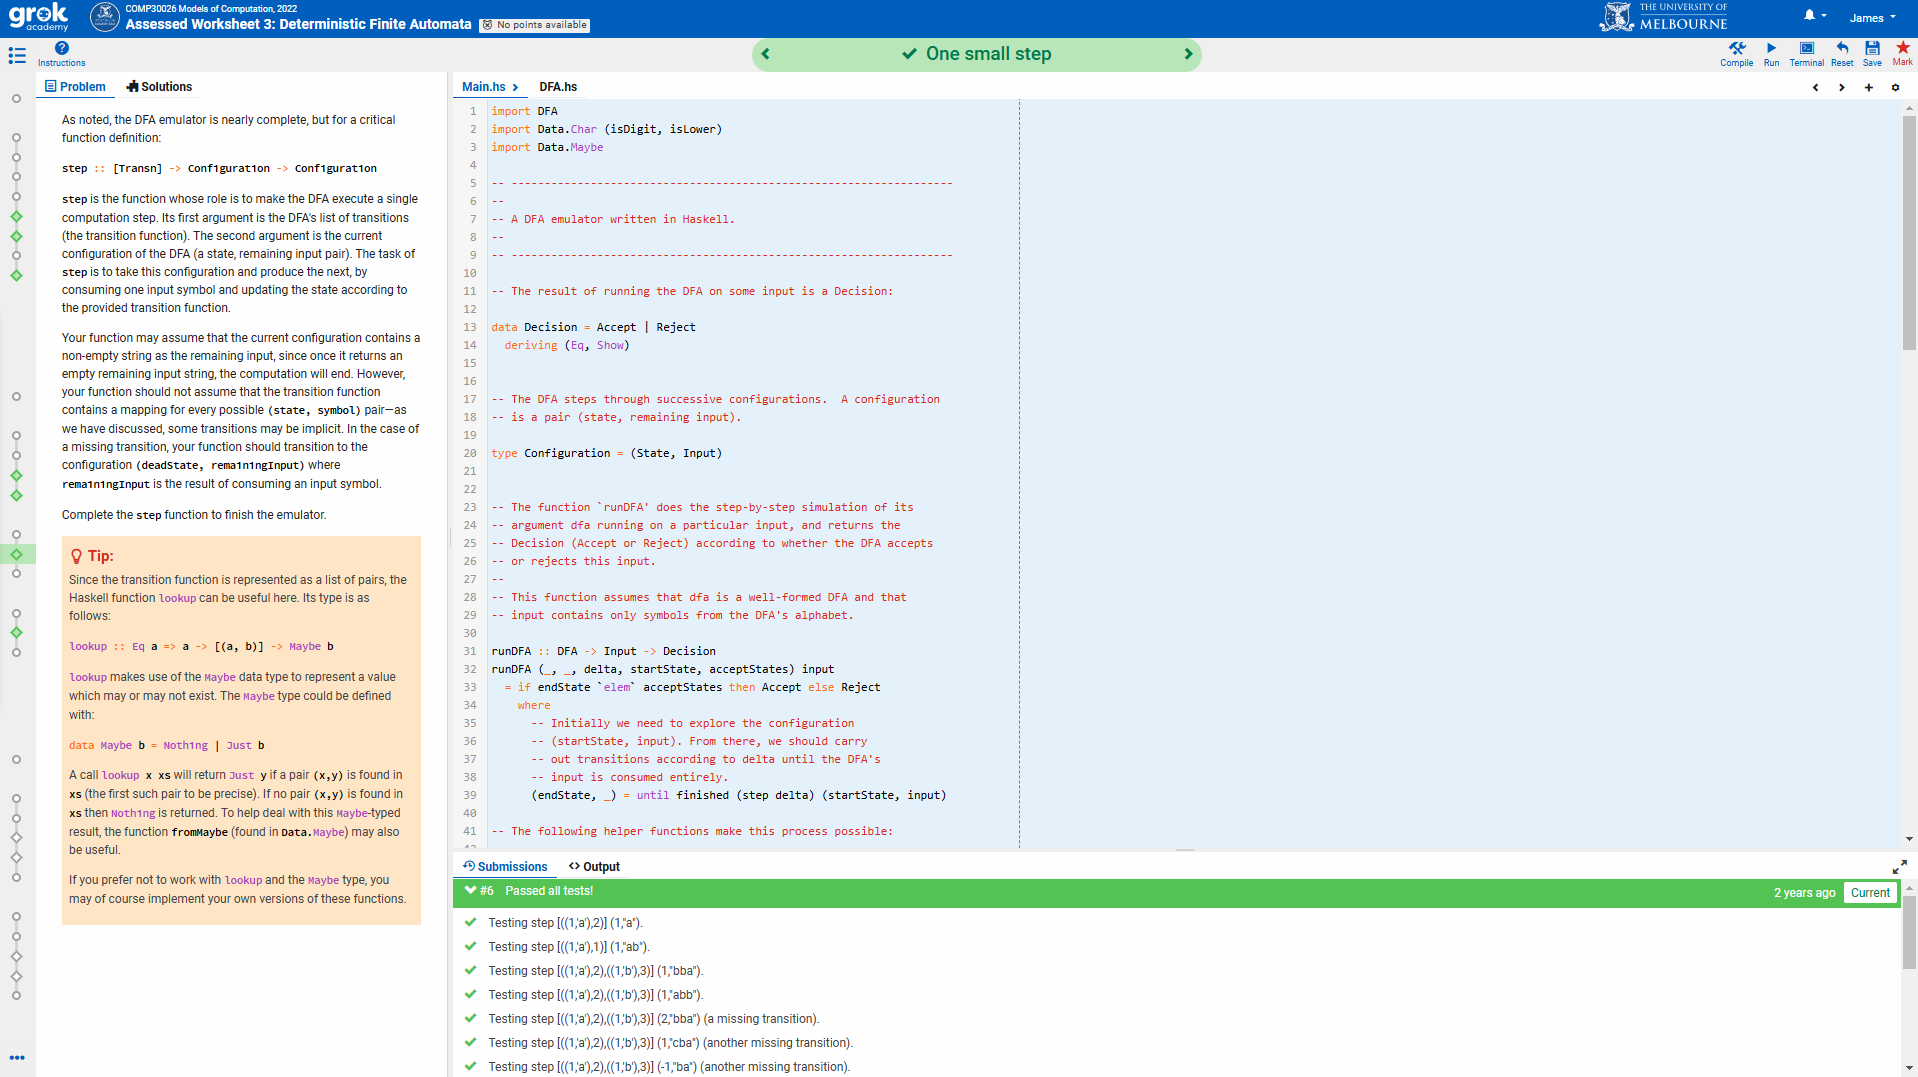 grok
academy
COMP30026 Models of Computation, 2022
Assessed Worksheet 3: Deterministic Finite Automata
No points available
THE UNIVERSITY OF
MELBOURNE
James
Instructions
One small step
Compile
Run
Terminal
Reset
Save
Mark
Problem
Solutions
As noted, the DFA emulator is nearly complete, but for a critical
function definition:
step :: [Transn] -> Configuration -> Configuration
step is the function whose role is to make the DFA execute a single
computation step. Its first argument is the DFA's list of transitions
(the transition function). The second argument is the current
configuration of the DFA (a state, remaining input pair). The task of
step is to take this configuration and produce the next, by
consuming one input symbol and updating the state according to
the provided transition function.
Your function may assume that the current configuration contains a
non-empty string as the remaining input, since once it returns an
empty remaining input string, the computation will end. However,
your function should not assume that the transition function
contains a mapping for every possible (state, symbol) pair—as
we have discussed, some transitions may be implicit. In the case of
a missing transition, your function should transition to the
configuration (deadState, remainingInput) where
remainingInput is the result of consuming an input symbol.
Complete the step function to finish the emulator.
Tip:
Since the transition function is represented as a list of pairs, the
Haskell function lookup can be useful here. Its type is as
follows:
lookup :: Eq a => a -> [(a, b)] -> Maybe b
lookup makes use of the Maybe data type to represent a value
which may or may not exist. The Maybe type could be defined
with:
data Maybe b = Nothing | Just b
A call lookup x xs will return Just y if a pair (x,y) is found in
xs (the first such pair to be precise). If no pair (x,y) is found in
xs then Nothing is returned. To help deal with this Maybe-typed
result, the function fromMaybe (found in Data.Maybe) may also
be useful.
If you prefer not to work with lookup and the Maybe type, you
may of course implement your own versions of these functions.
Main.hs
DFA.hs
1 import DFA
2 import Data.Char (isDigit, isLower)
3 import Data.Maybe
4
5 -- -------------------------------------------------------------------
6 --
7 -- A DFA emulator written in Haskell.
8 --
9 -- -------------------------------------------------------------------
10
11 -- The result of running the DFA on some input is a Decision:
12
13 data Decision = Accept | Reject
14 deriving (Eq, Show)
15
16
17 -- The DFA steps through successive configurations.  A configuration
18 -- is a pair (state, remaining input).
19
20 type Configuration = (State, Input)
21
22
23 -- The function `runDFA' does the step-by-step simulation of its
24 -- argument dfa running on a particular input, and returns the
25 -- Decision (Accept or Reject) according to whether the DFA accepts
26 -- or rejects this input.
27 --
28 -- This function assumes that dfa is a well-formed DFA and that
29 -- input contains only symbols from the DFA's alphabet.
30
31 runDFA :: DFA -> Input -> Decision
32 runDFA (_, _, delta, startState, acceptStates) input
33 = if endState `elem` acceptStates then Accept else Reject
34 where
35 -- Initially we need to explore the configuration
36 -- (startState, input). From there, we should carry
37 -- out transitions according to delta until the DFA's
38 -- input is consumed entirely.
39 (endState, _) = until finished (step delta) (startState, input)
40
41 -- The following helper functions make this process possible:
Submissions
Output
#6 Passed all tests!
2 years ago
Current
Testing step [((1,'a'),2)] (1,"a").
Testing step [((1,'a'),1)] (1,"ab").
Testing step [((1,'a'),2),((1,'b'),3)] (1,"bba").
Testing step [((1,'a'),2),((1,'b'),3)] (1,"abb").
Testing step [((1,'a'),2),((1,'b'),3)] (2,"bba") (a missing transition).
Testing step [((1,'a'),2),((1,'b'),3)] (1,"cba") (another missing transition).
Testing step [((1,'a'),2),((1,'b'),3)] (-1,"ba") (another missing transition).